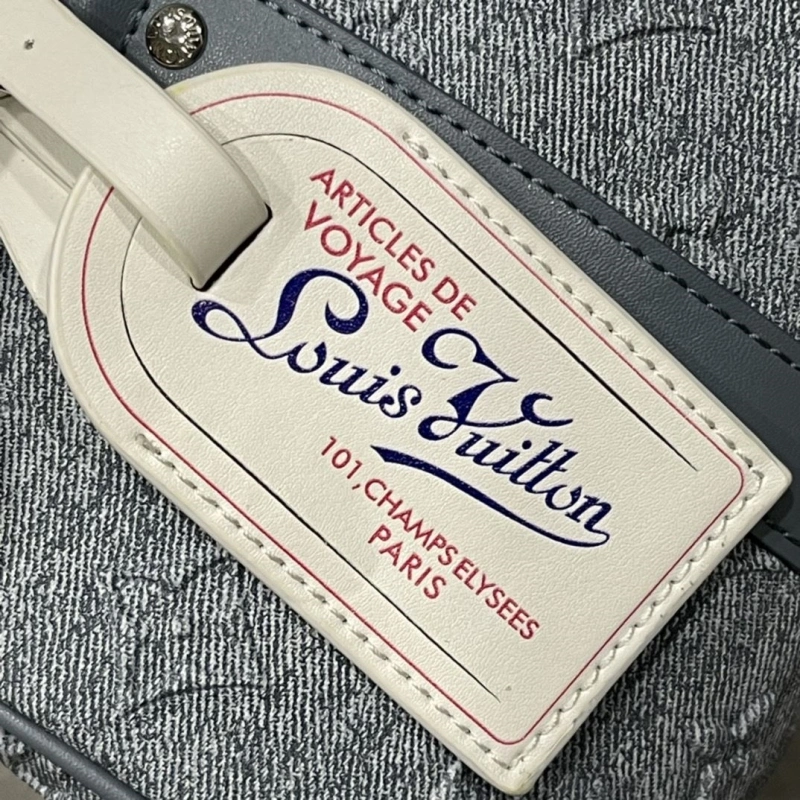 ARTICLES DE
VOYAGE
Louis Vuitton
101, CHAMPS ELYSEES
PARIS